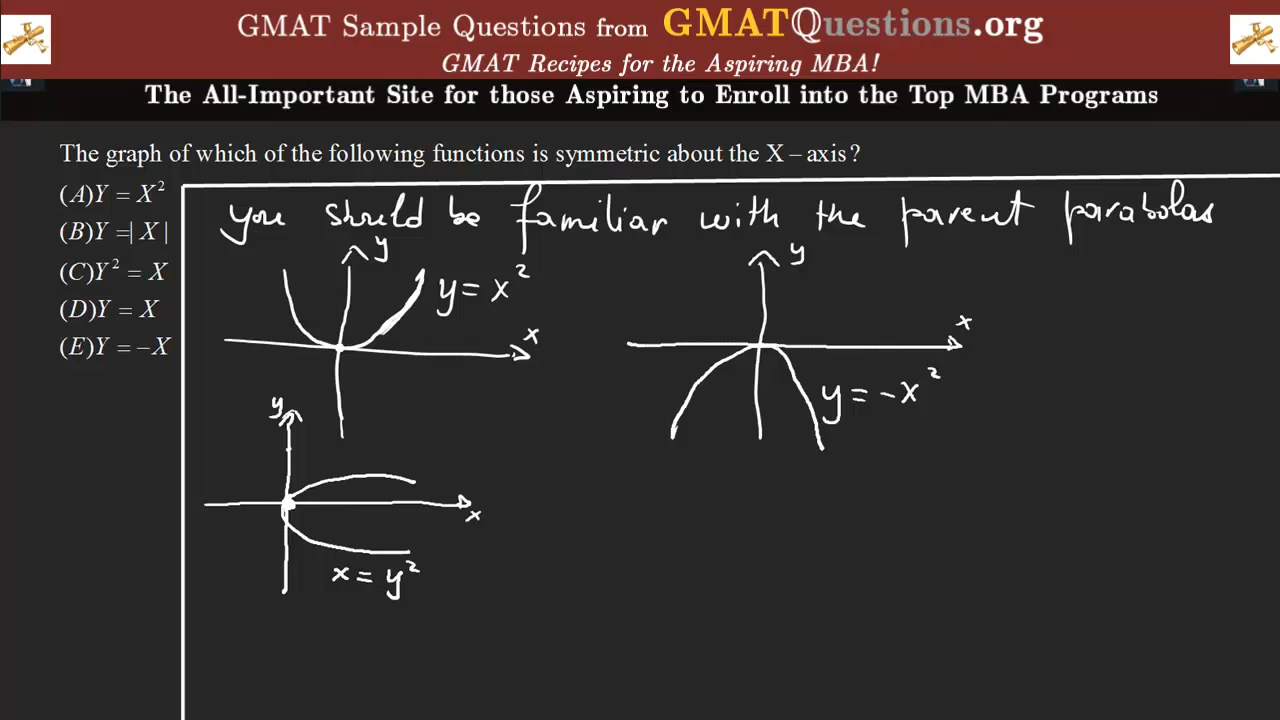 GMAT Sample Questions from GMATQuestions.org
GMAT Recipes for the Aspiring MBA!
The All-Important Site for those Aspiring to Enroll into the Top MBA Programs
The graph of which of the following functions is symmetric about the X – axis?
(A)Y = X²
(B)Y =| X |
(C)Y² = X
(D)Y = X
(E)Y = –X
you should be familiar with the parent parabolas
y
y = x²
x
y
x
y = -x²
y
x
x = y²